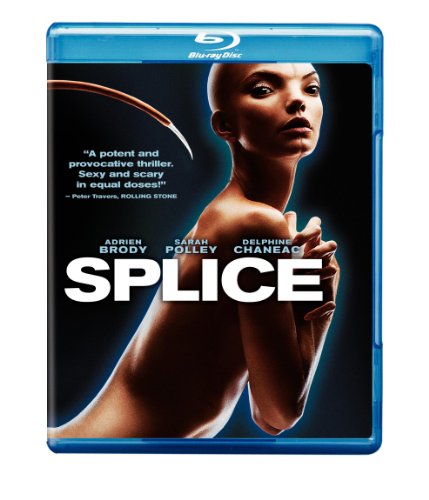 Blu-ray Disc
"A potent and
provocative thriller.
Sexy and scary
in equal doses!"
– Peter Travers, ROLLING STONE
ADRIEN SARAH DELPHINE
BRODY POLLEY CHANEAC
SPLICE